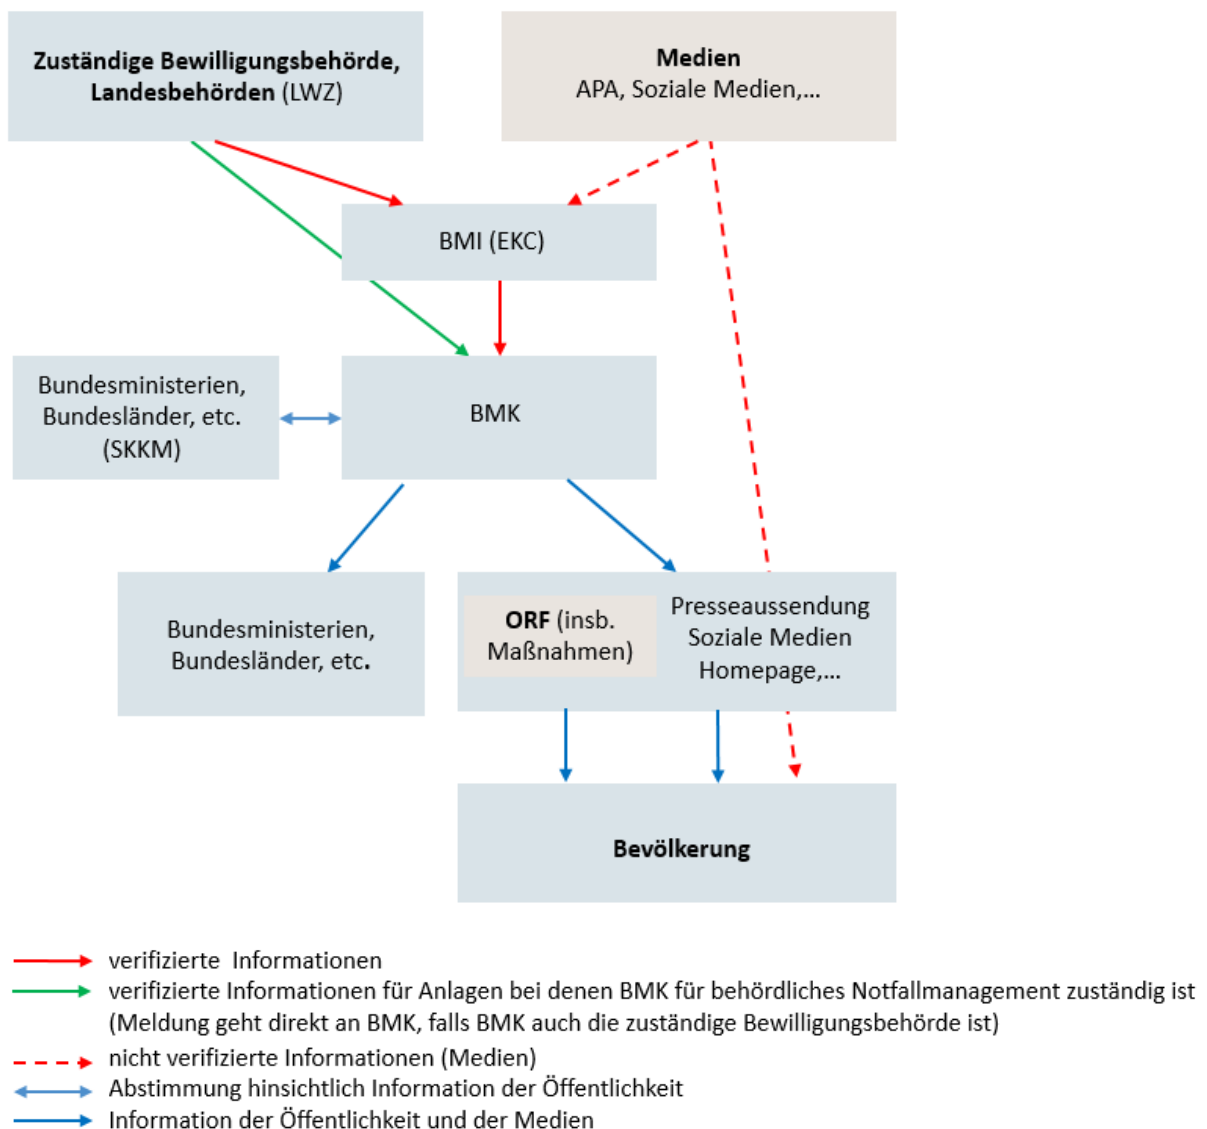 Zuständige Bewilligungsbehörde,
Landesbehörden (LWZ)
Medien
APA, Soziale Medien,...
BMI (EKC)
Bundesministerien,
Bundesländer, etc.
(SKKM)
BMK
Bundesministerien,
Bundesländer, etc.
ORF (insb.
Maßnahmen)
Presseaussendung
Soziale Medien
Homepage,...
Bevölkerung
verifizierte Informationen
verifizierte Informationen für Anlagen bei denen BMK für behördliches Notfallmanagement zuständig ist
(Meldung geht direkt an BMK, falls BMK auch die zuständige Bewilligungsbehörde ist)
nicht verifizierte Informationen (Medien)
Abstimmung hinsichtlich Information der Öffentlichkeit
Information der Öffentlichkeit und der Medien